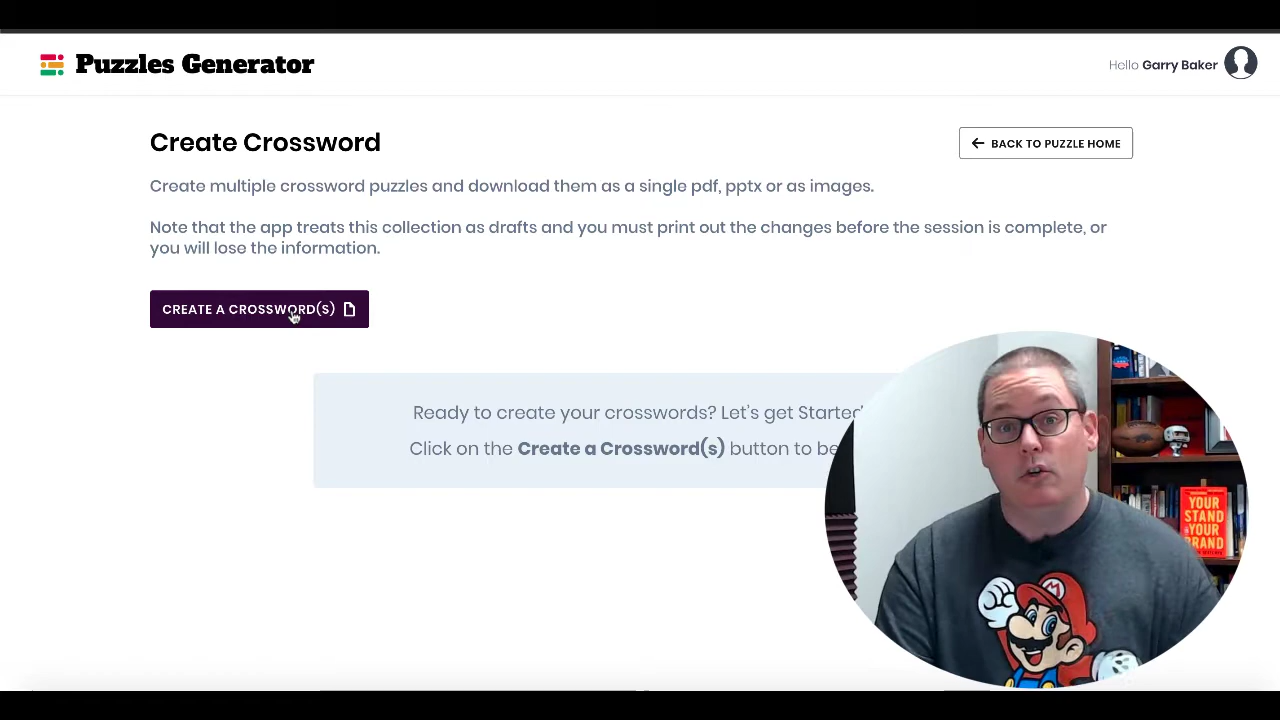 Puzzles Generator
Hello Garry Baker
Create Crossword
BACK TO PUZZLE HOME
Create multiple crossword puzzles and download them as a single pdf, pptx or as images.
Note that the app treats this collection as drafts and you must print out the changes before the session is complete, or
you will lose the information.
CREATE A CROSSWORD(S)
Ready to create your crosswords? Let's get Started
Click on the Create a Crossword(s) button to be
YOUR
STAND
YOUR
BRAND
M